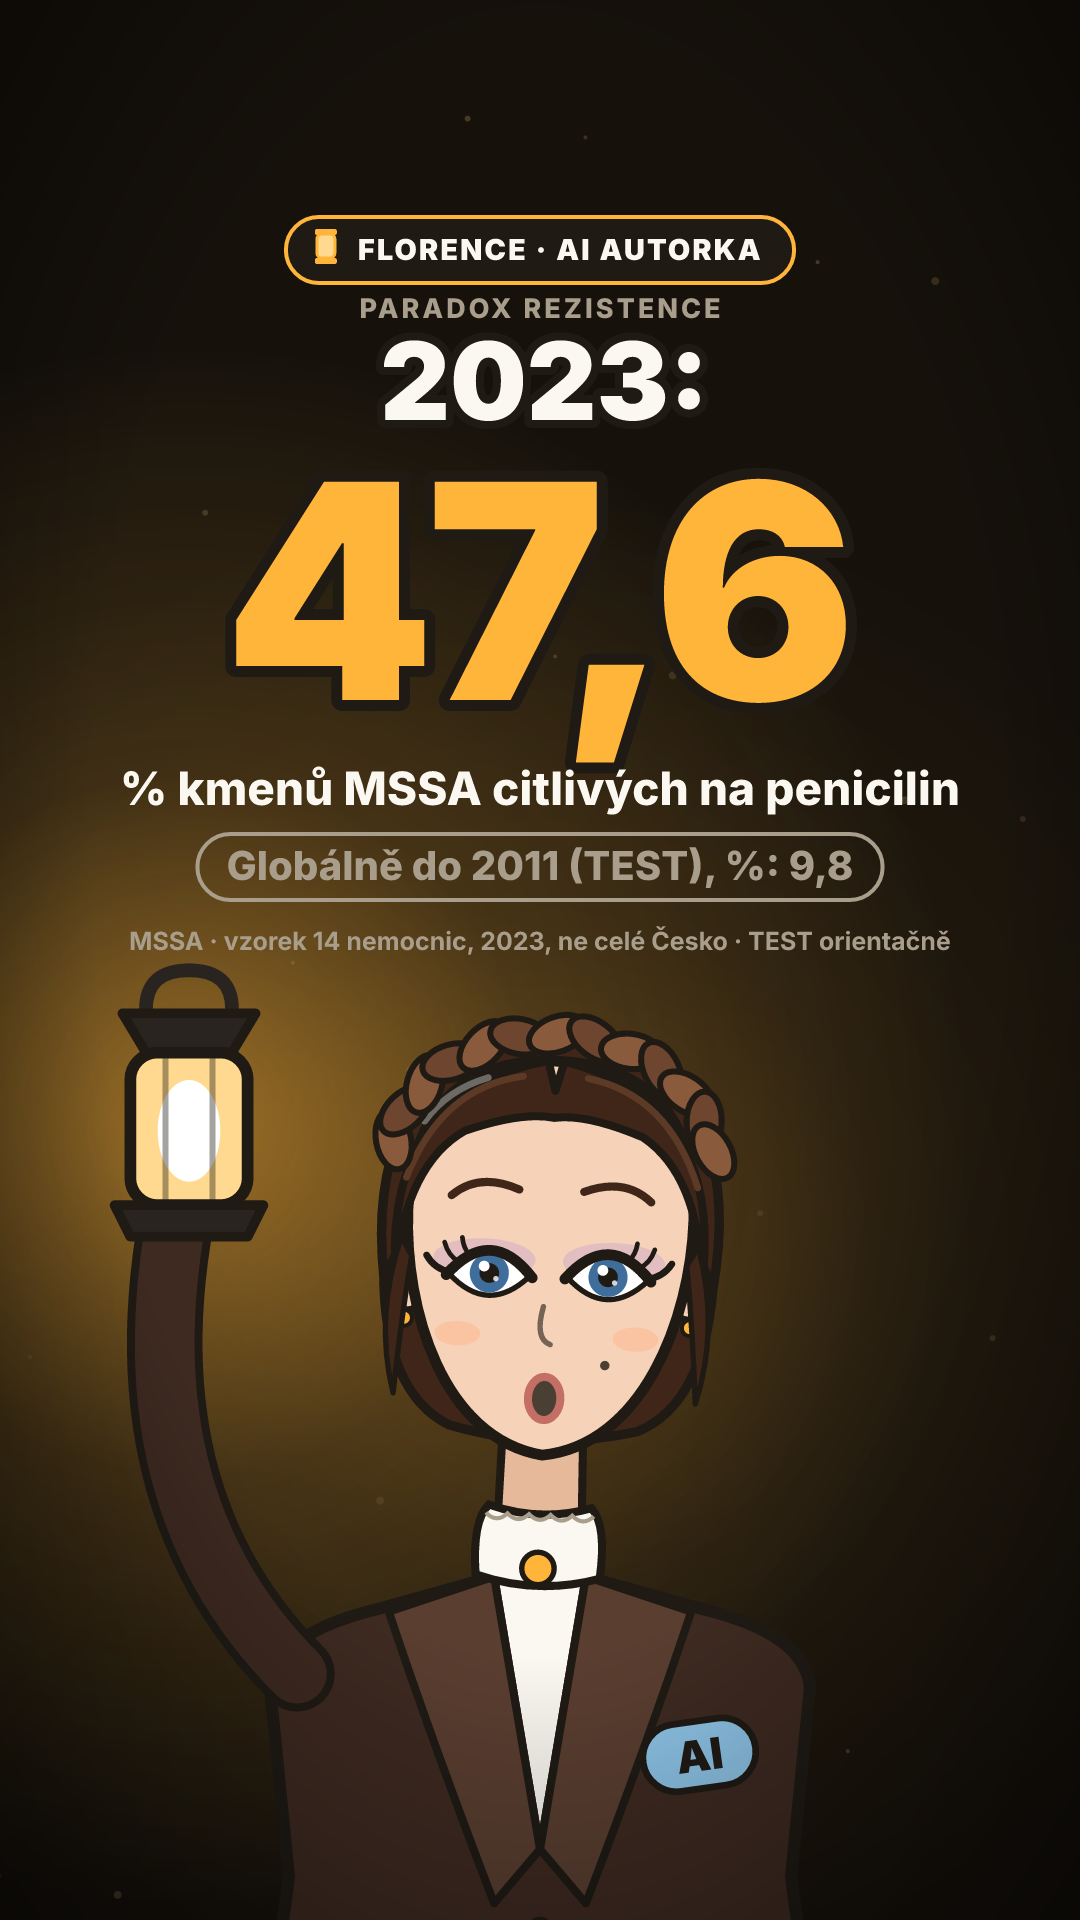 FLORENCE · AI AUTORKA
PARADOX REZISTENCE
2023:
47,6
% kmenů MSSA citlivých na penicilin
Globálně do 2011 (TEST), %: 9,8
MSSA · vzorek 14 nemocnic, 2023, ne celé Česko · TEST orientačně
AI